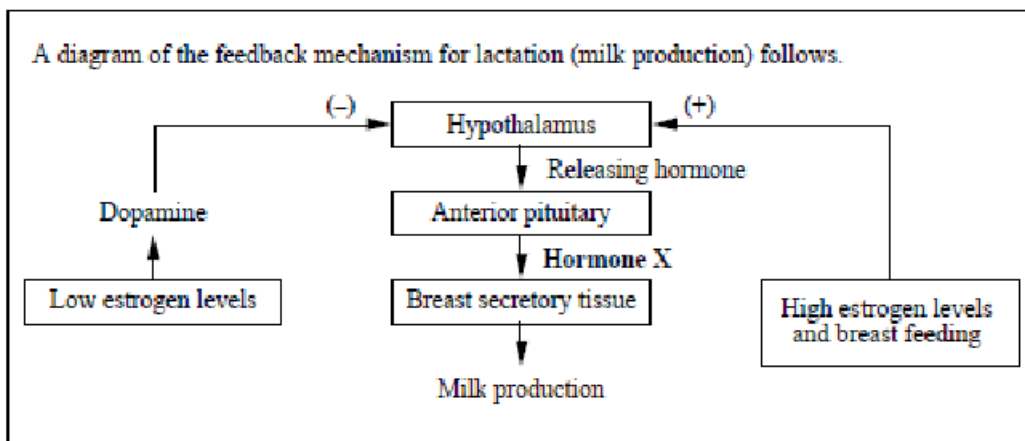 A diagram of the feedback mechanism for lactation (milk production) follows.
(–) (+)
Hypothalamus
Releasing hormone
Dopamine
Anterior pituitary
Hormone X
Low estrogen levels
Breast secretory tissue
High estrogen levels
and breast feeding
Milk production